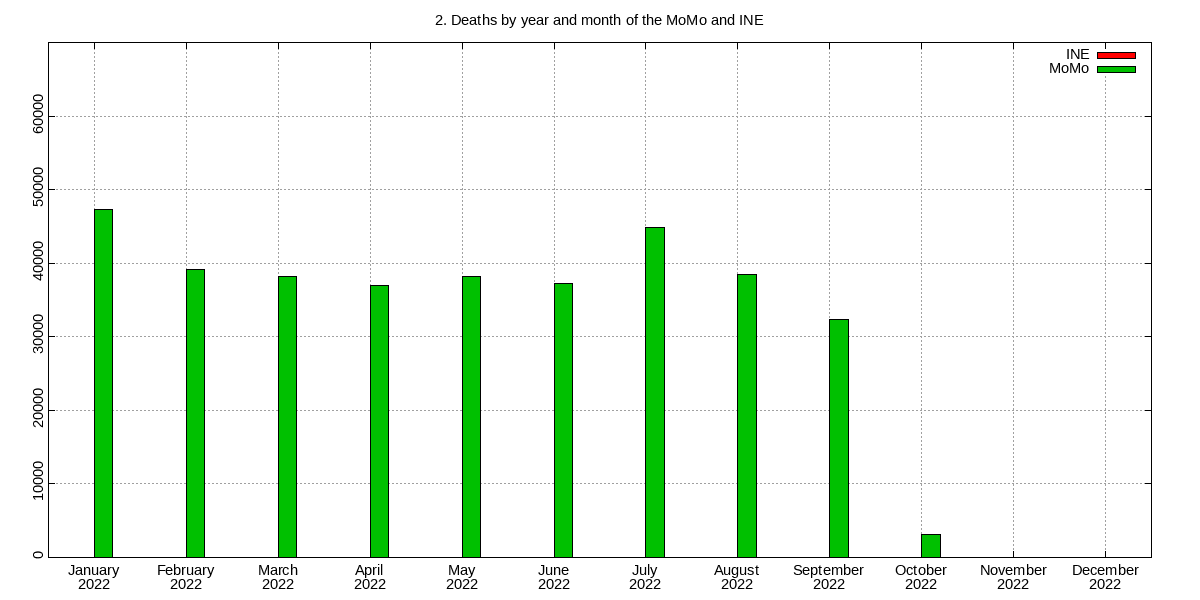 2. Deaths by year and month of the MoMo and INE
INE
MoMo
60000
50000
40000
30000
20000
10000
0
January February March April May June July August September October November December
2022 2022 2022 2022 2022 2022 2022 2022 2022 2022 2022 2022